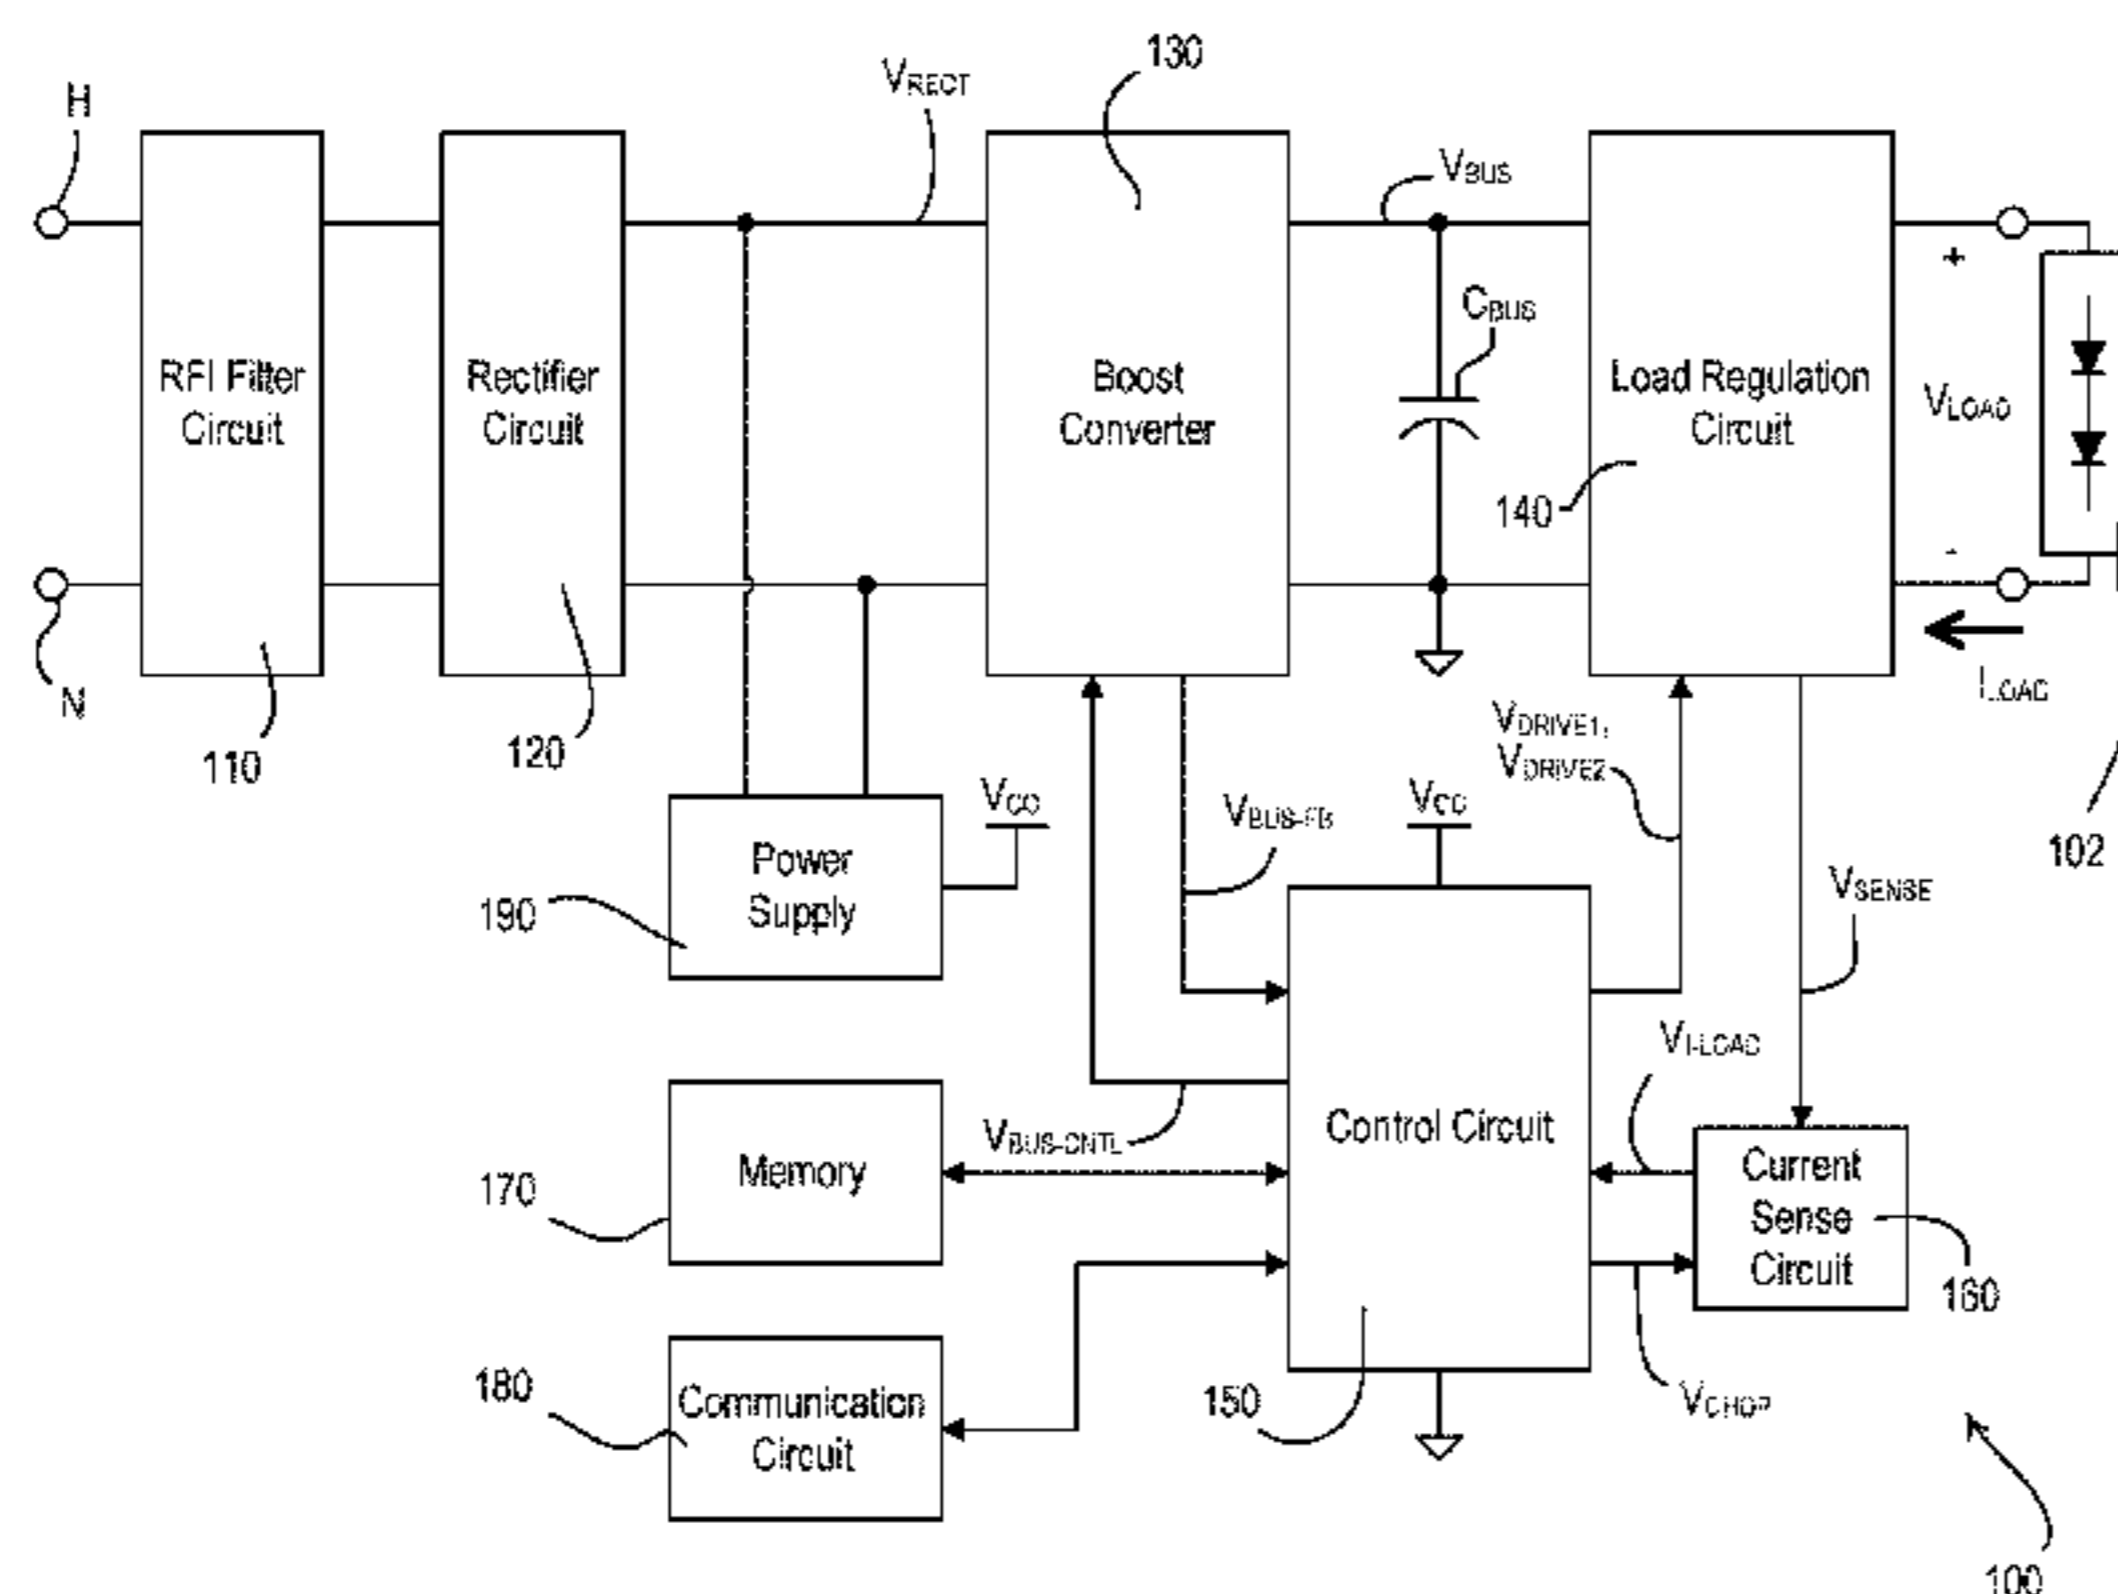 130
H
VRECT
VBUS
CBUS
RFI Filter
Circuit
Rectifier
Circuit
Boost
Converter
Load Regulation
Circuit
+
VLOAD
140
-
N
ILOAD
110
120
VDRIVE1,
VDRIVE2
VCC
VBUS-FB
VCC
102
Power
Supply
190
VSENSE
VI-LOAD
Control Circuit
VBUS-CNTL
Memory
170
Current
Sense
Circuit
160
180
Communication
Circuit
150
VCHOP
100